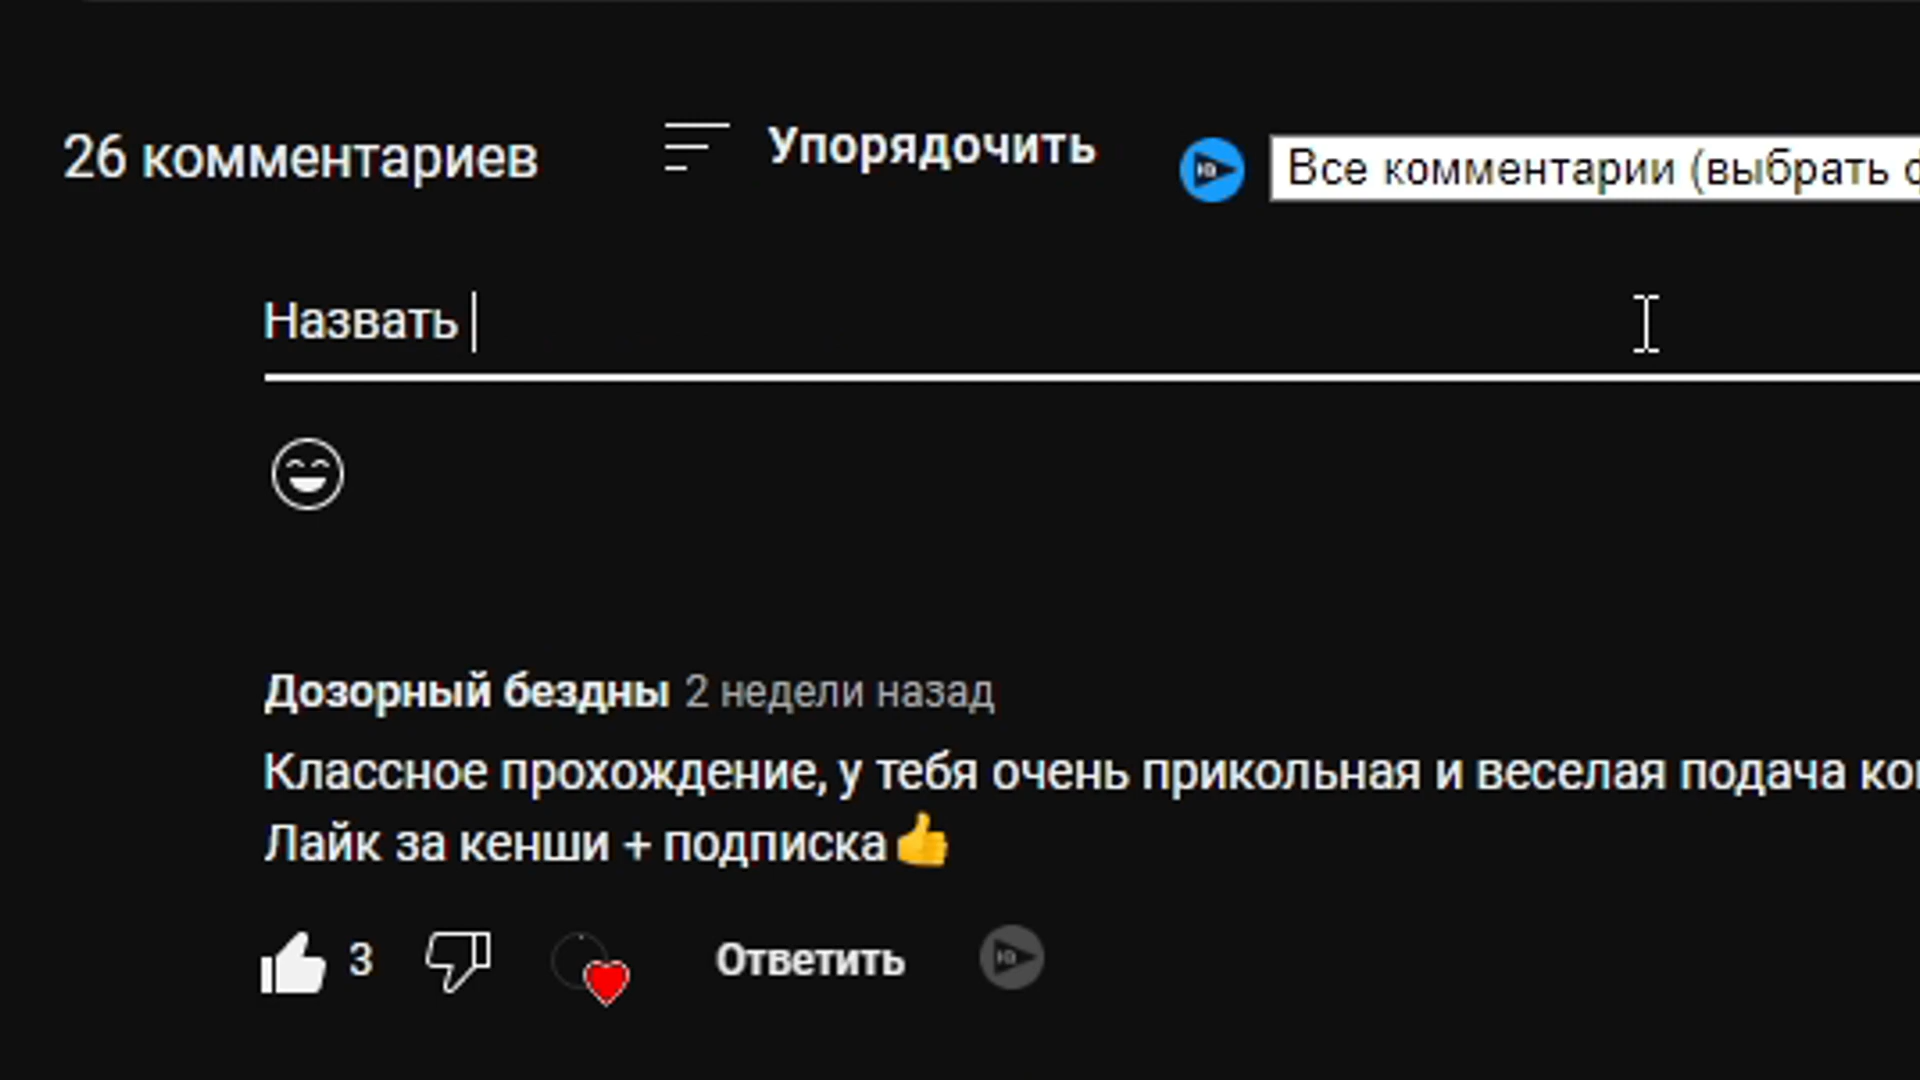 26 комментариев
Упорядочить
Все комментарии (выбрать
Назвать
Дозорный бездны 2 недели назад
Классное прохождение, у тебя очень прикольная и веселая подача
Лайк за кенши + подписка👍
3
Ответить